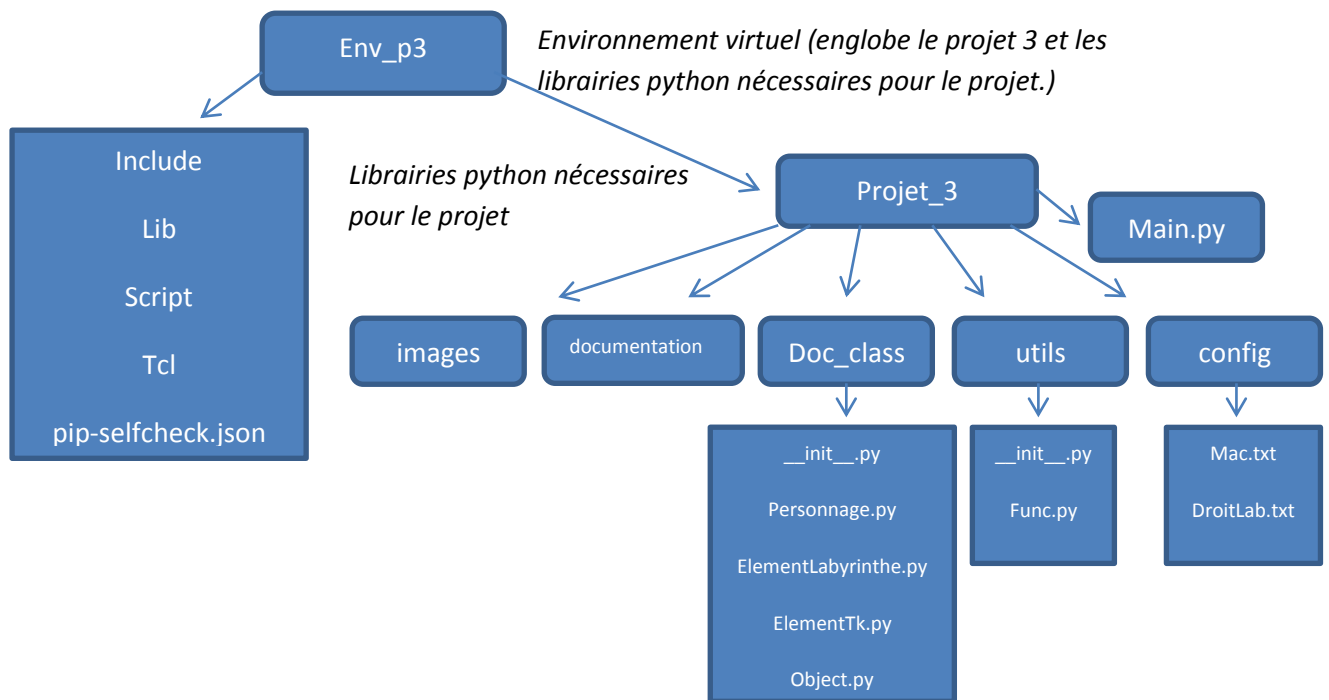 Env_p3
Environnement virtuel (englobe le projet 3 et les
librairies python nécessaires pour le projet.)
Include
Lib
Script
Tcl
pip-selfcheck.json
Librairies python nécessaires
pour le projet
Projet_3
Main.py
images
documentation
Doc_class
utils
config
__init__.py
Personnage.py
ElementLabyrinthe.py
ElementTk.py
Object.py
__init__.py
Func.py
Mac.txt
DroitLab.txt